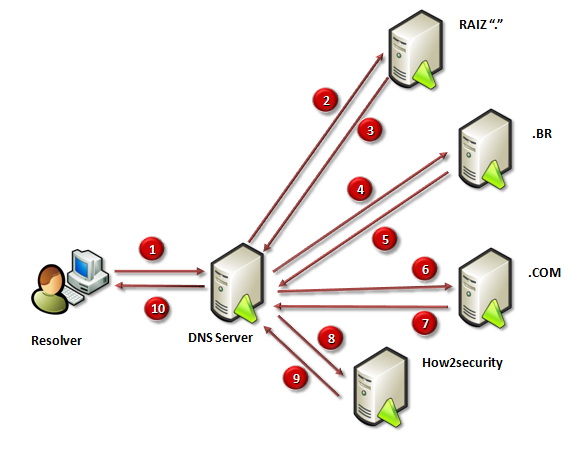 RAIZ “.”
2
3
.BR
4
5
1
6
.COM
10
7
Resolver
DNS Server
8
How2security
9